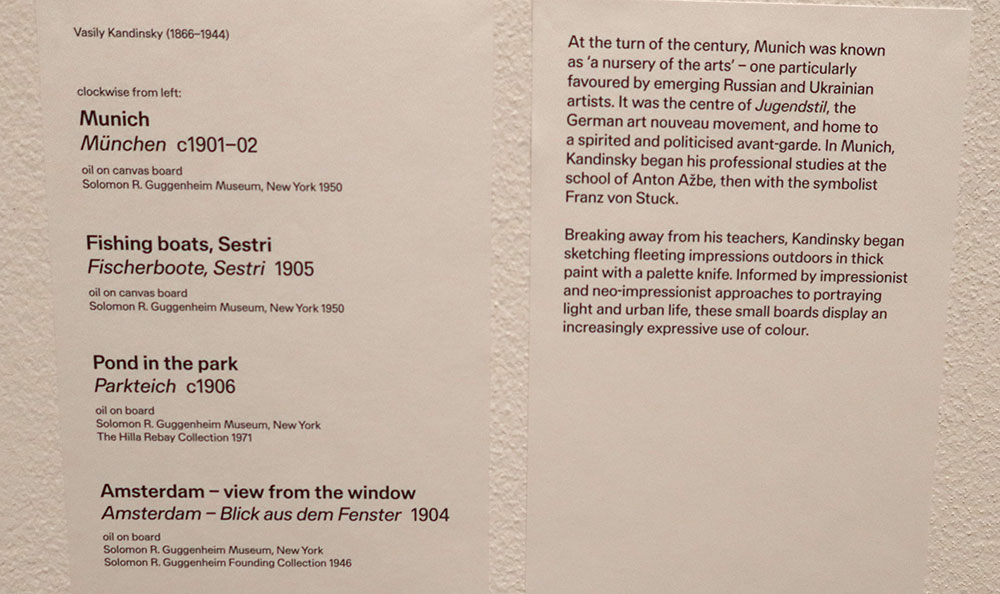 Vasily Kandinsky (1866–1944)
clockwise from left:
Munich
München c1901–02
oil on canvas board
Solomon R. Guggenheim Museum, New York 1950
Fishing boats, Sestri
Fischerboote, Sestri 1905
oil on canvas board
Solomon R. Guggenheim Museum, New York 1950
Pond in the park
Parkteich c1906
oil on board
Solomon R. Guggenheim Museum, New York
The Hilla Rebay Collection 1971
Amsterdam – view from the window
Amsterdam – Blick aus dem Fenster 1904
oil on board
Solomon R. Guggenheim Museum, New York
Solomon R. Guggenheim Founding Collection 1946
At the turn of the century, Munich was known
as ‘a nursery of the arts’ – one particularly
favoured by emerging Russian and Ukrainian
artists. It was the centre of Jugendstil, the
German art nouveau movement, and home to
a spirited and politicised avant-garde. In Munich,
Kandinsky began his professional studies at the
school of Anton Ažbe, then with the symbolist
Franz von Stuck.
Breaking away from his teachers, Kandinsky began
sketching fleeting impressions outdoors in thick
paint with a palette knife. Informed by impressionist
and neo-impressionist approaches to portraying
light and urban life, these small boards display an
increasingly expressive use of colour.